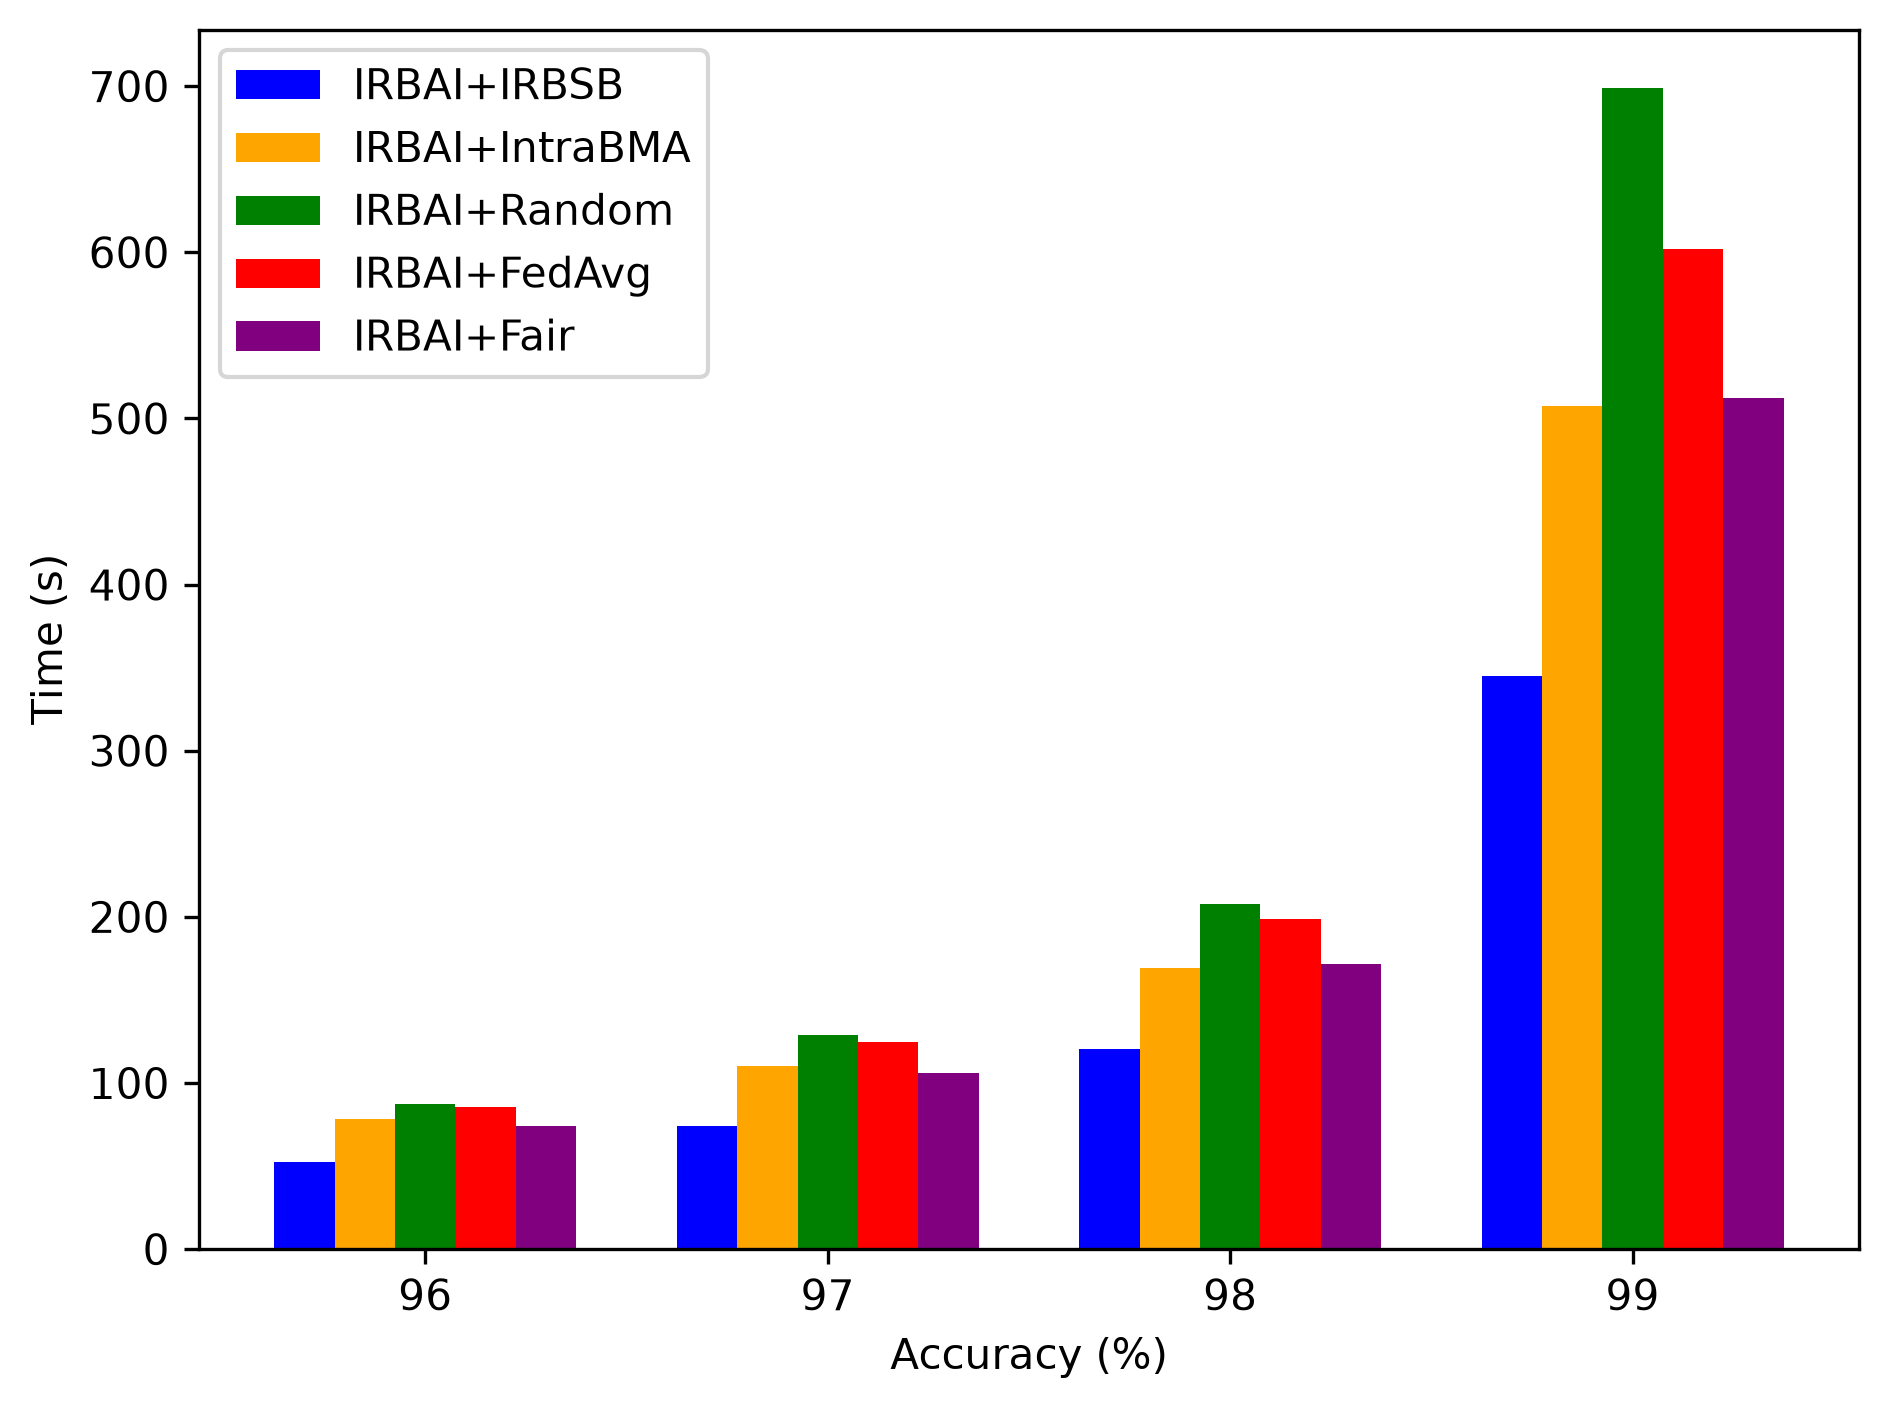 IRBAI+IRBSB
IRBAI+IntraBMA
IRBAI+Random
IRBAI+FedAvg
IRBAI+Fair
700
600
500
400
300
200
100
0
Time (s)
96 97 98 99
Accuracy (%)